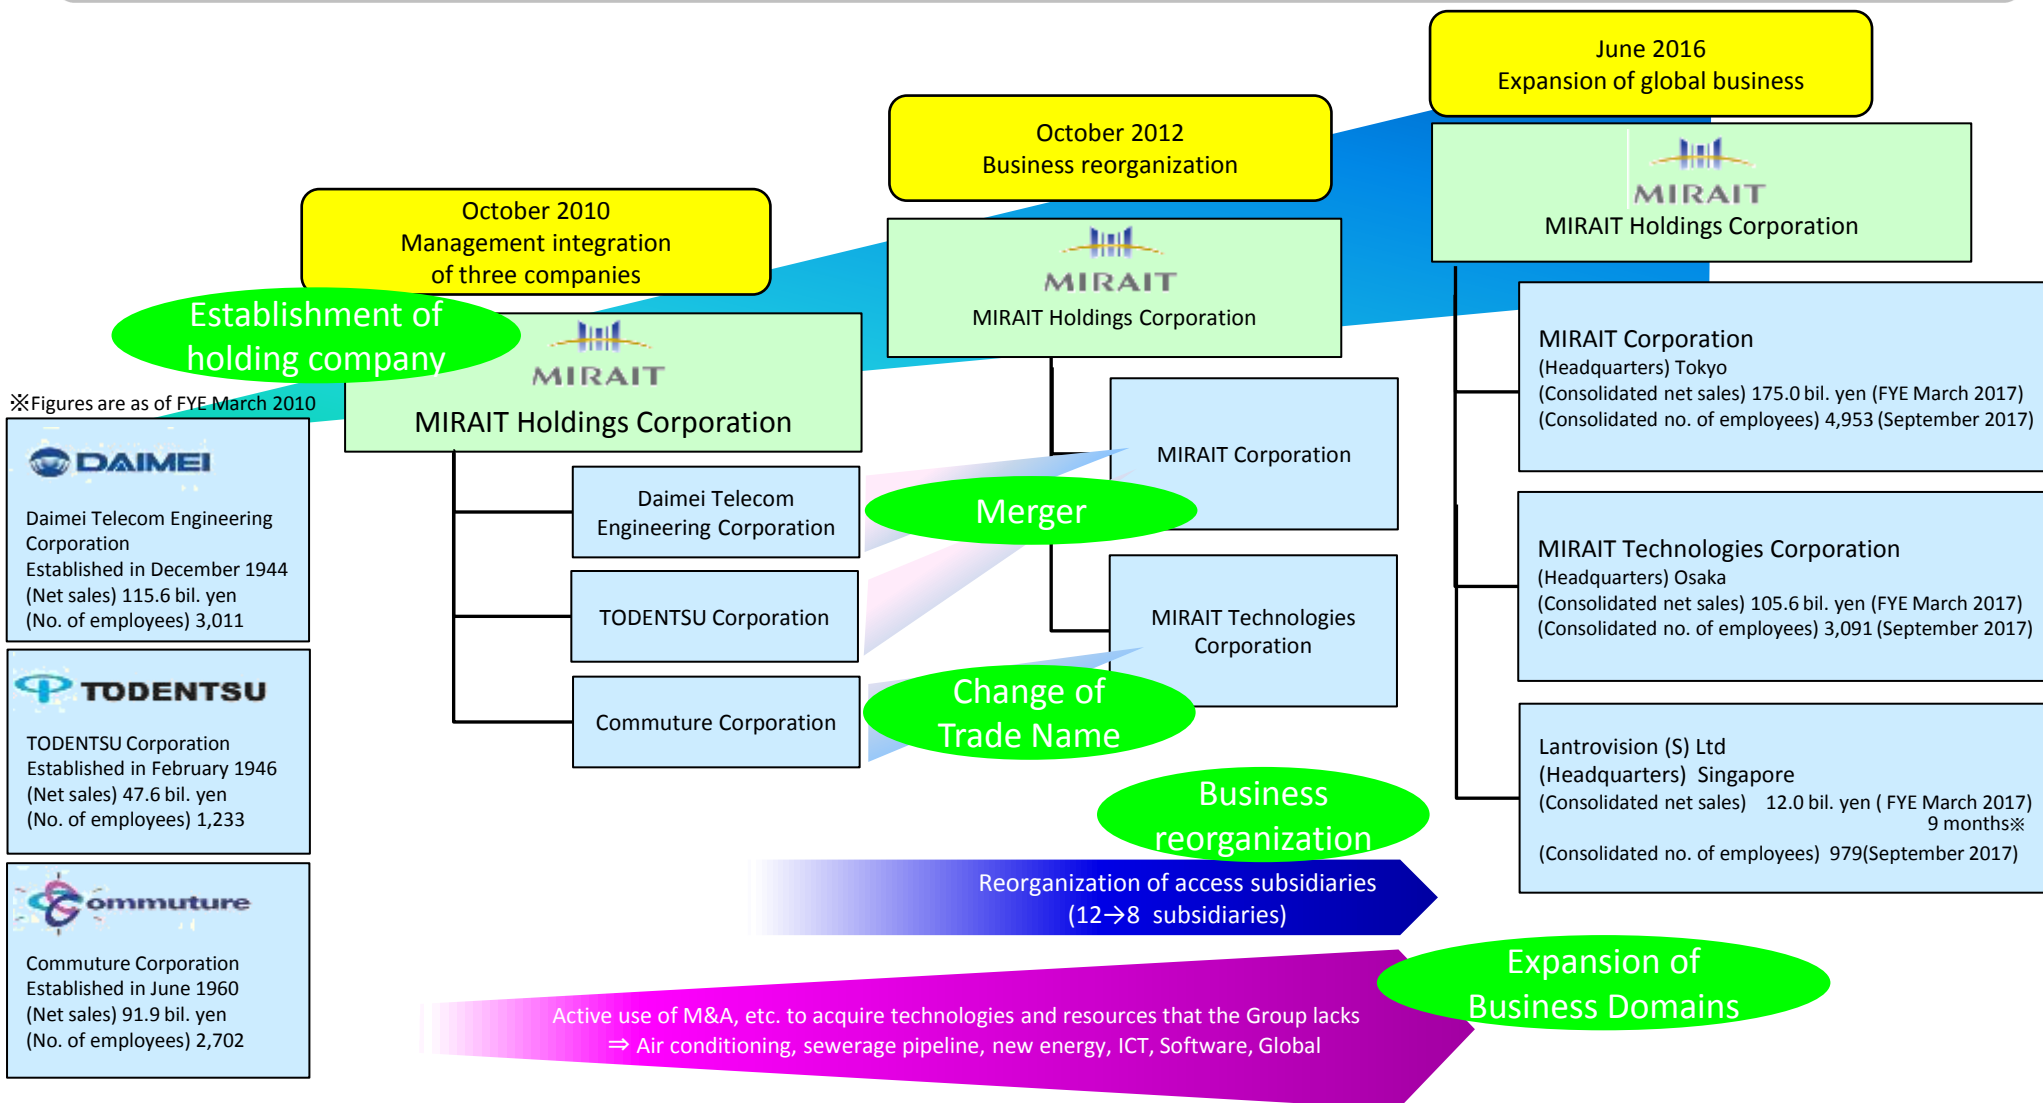 June 2016
Expansion of global business
October 2012
Business reorganization
October 2010
Management integration
of three companies
Establishment of
holding company
MIRAIT
MIRAIT Holdings Corporation
MIRAIT
MIRAIT Holdings Corporation
MIRAIT
MIRAIT Holdings Corporation
※Figures are as of FYE March 2010
DAIMEI
Daimei Telecom Engineering
Corporation
Established in December 1944
(Net sales) 115.6 bil. yen
(No. of employees) 3,011
TODENTSU
TODENTSU Corporation
Established in February 1946
(Net sales) 47.6 bil. yen
(No. of employees) 1,233
Commuture
Commuture Corporation
Established in June 1960
(Net sales) 91.9 bil. yen
(No. of employees) 2,702
Daimei Telecom
Engineering Corporation
TODENTSU Corporation
Commuture Corporation
Merger
Change of
Trade Name
MIRAIT Corporation
MIRAIT Technologies
Corporation
MIRAIT Corporation
(Headquarters) Tokyo
(Consolidated net sales) 175.0 bil. yen (FYE March 2017)
(Consolidated no. of employees) 4,953 (September 2017)
MIRAIT Technologies Corporation
(Headquarters) Osaka
(Consolidated net sales) 105.6 bil. yen (FYE March 2017)
(Consolidated no. of employees) 3,091 (September 2017)
Lantrovision (S) Ltd
(Headquarters) Singapore
(Consolidated net sales) 12.0 bil. yen ( FYE March 2017)
9 months※
(Consolidated no. of employees) 979(September 2017)
Business
reorganization
Reorganization of access subsidiaries
(12→8 subsidiaries)
Expansion of
Business Domains
Active use of M&A, etc. to acquire technologies and resources that the Group lacks
⇒ Air conditioning, sewerage pipeline, new energy, ICT, Software, Global